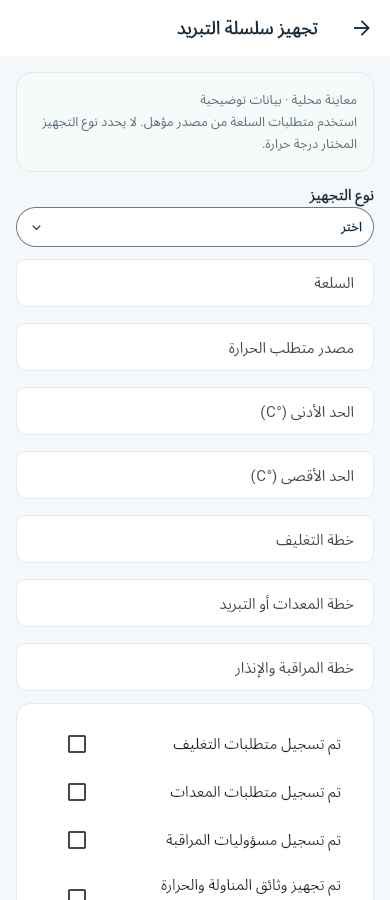 تجهيز سلسلة التبريد
معاينة محلية · بيانات توضيحية
استخدم متطلبات السلعة من مصدر مؤهل. لا يحدد نوع التجهيز
المختار درجة حرارة.
نوع التجهيز
اختر
السلعة
مصدر متطلب الحرارة
الحد الأدنى (°C)
الحد الأقصى (°C)
خطة التغليف
خطة المعدات أو التبريد
خطة المراقبة والإنذار
تم تسجيل متطلبات التغليف
تم تسجيل متطلبات المعدات
تم تسجيل مسؤوليات المراقبة
تم تجهيز وثائق المناولة والحرارة